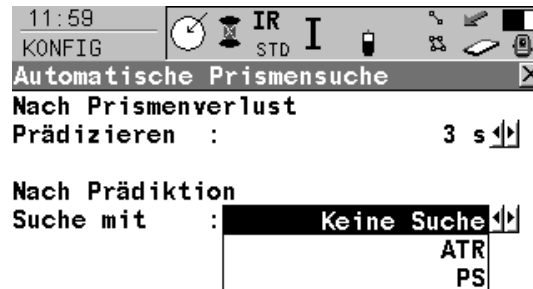 11:59
IR
KONFIG
STD
I
Automatische Prismensuche
Nach Prismenverlust
Prädizieren : 3 s
Nach Prädiktion
Suche mit : Keine Suche
ATR
PS